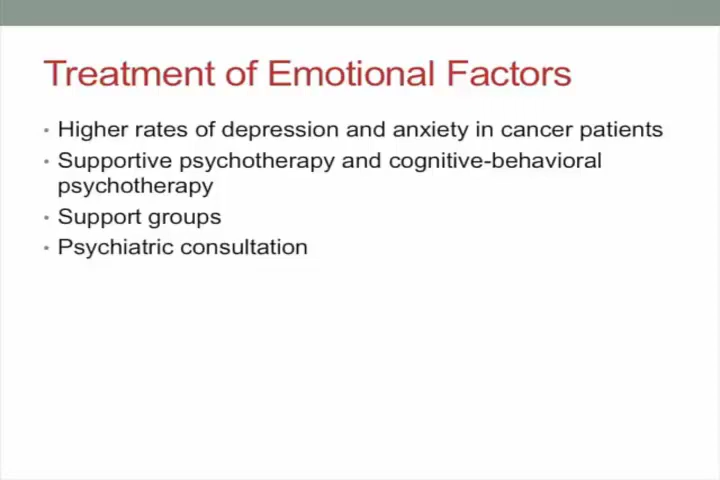 Treatment of Emotional Factors
• Higher rates of depression and anxiety in cancer patients
• Supportive psychotherapy and cognitive-behavioral
psychotherapy
• Support groups
• Psychiatric consultation